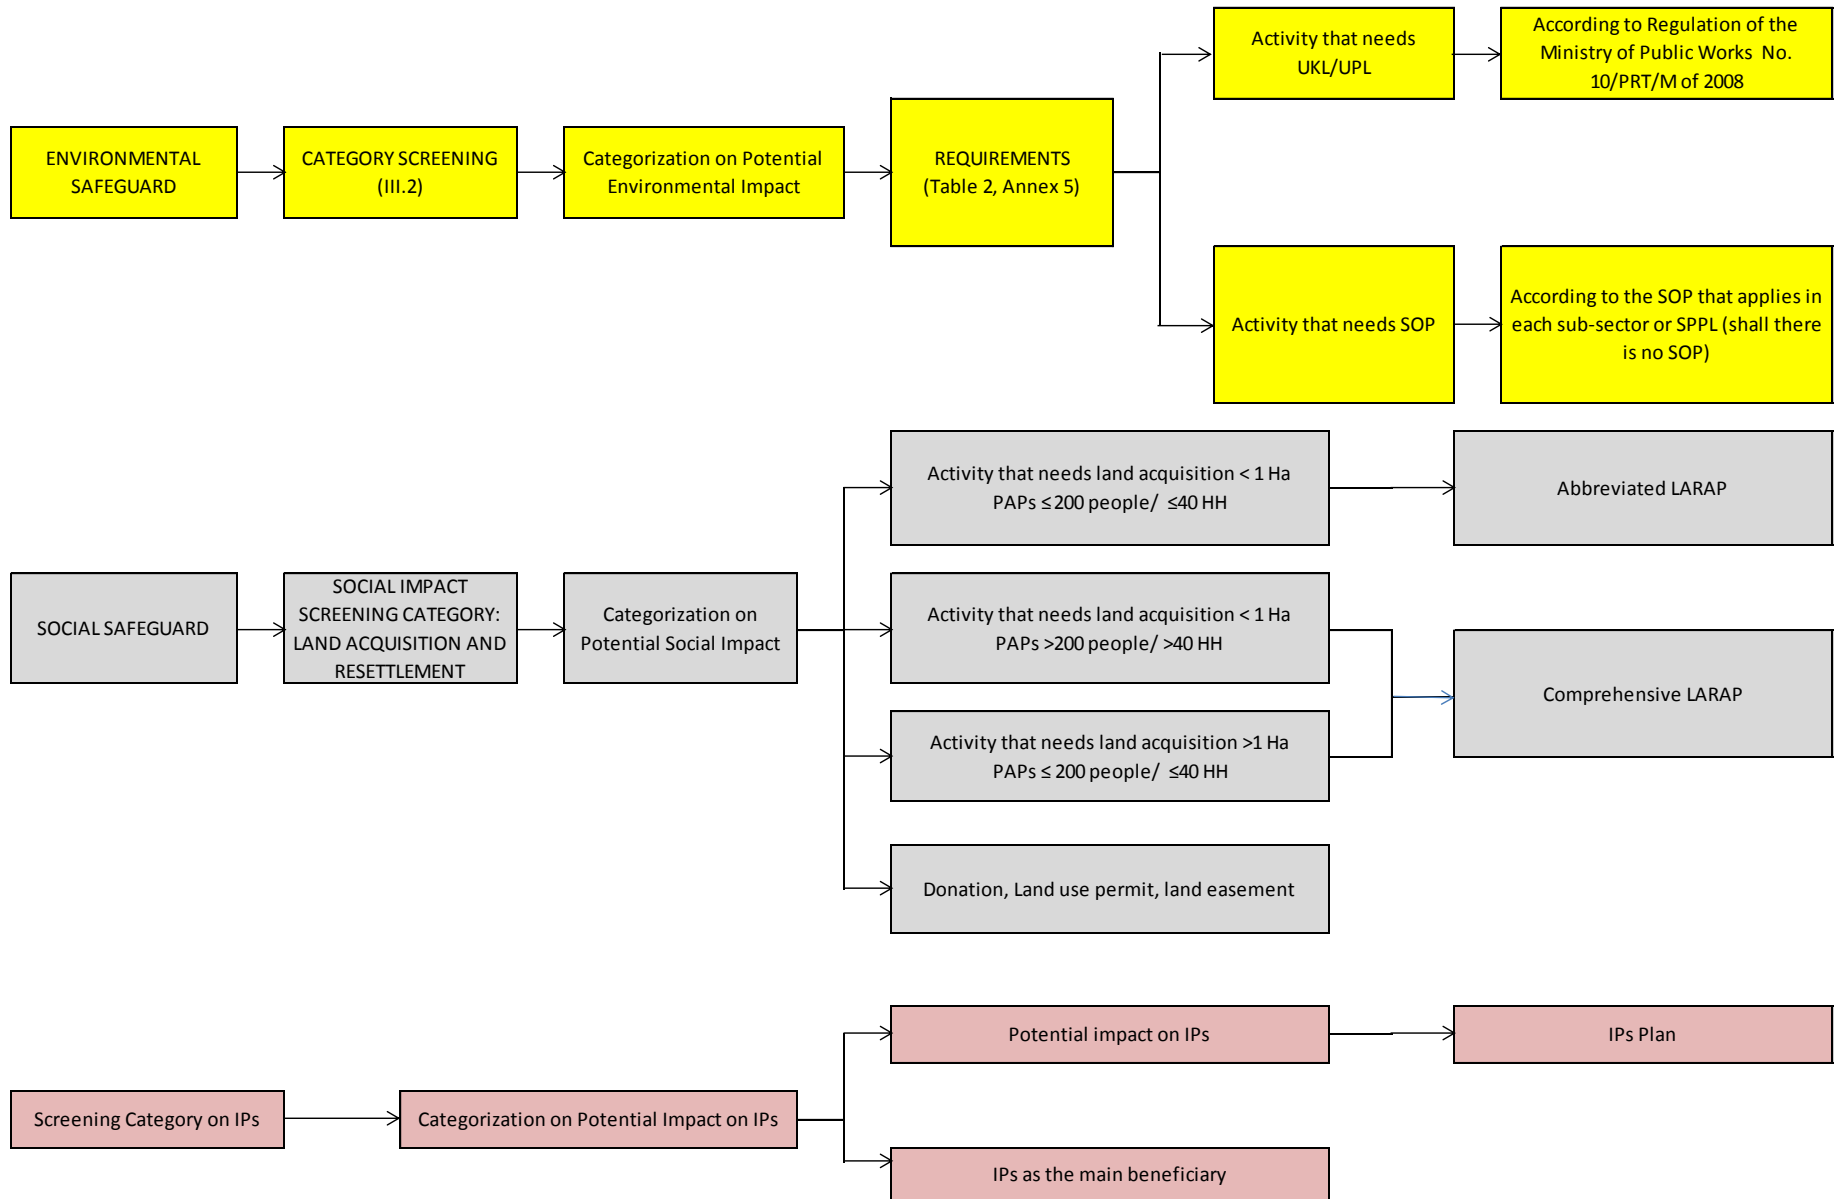 Activity that needs
UKL/UPL
According to Regulation of the
Ministry of Public Works  No.
10/PRT/M of 2008
ENVIRONMENTAL
SAFEGUARD
CATEGORY SCREENING
(III.2)
Categorization on Potential
Environmental Impact
REQUIREMENTS
(Table 2, Annex 5)
Activity that needs SOP
According to the SOP that applies in
each sub-sector or SPPL (shall there
is no SOP)
Activity that needs land acquisition < 1 Ha
PAPs ≤ 200 people/  ≤40 HH
Abbreviated LARAP
SOCIAL SAFEGUARD
SOCIAL IMPACT
SCREENING CATEGORY:
LAND ACQUISITION AND
RESETTLEMENT
Categorization on
Potential Social Impact
Activity that needs land acquisition < 1 Ha
PAPs >200 people/ >40 HH
Comprehensive LARAP
Activity that needs land acquisition >1 Ha
PAPs ≤ 200 people/  ≤40 HH
Donation, Land use permit, land easement
Potential impact on IPs
IPs Plan
Screening Category on IPs
Categorization on Potential Impact on IPs
IPs as the main beneficiary